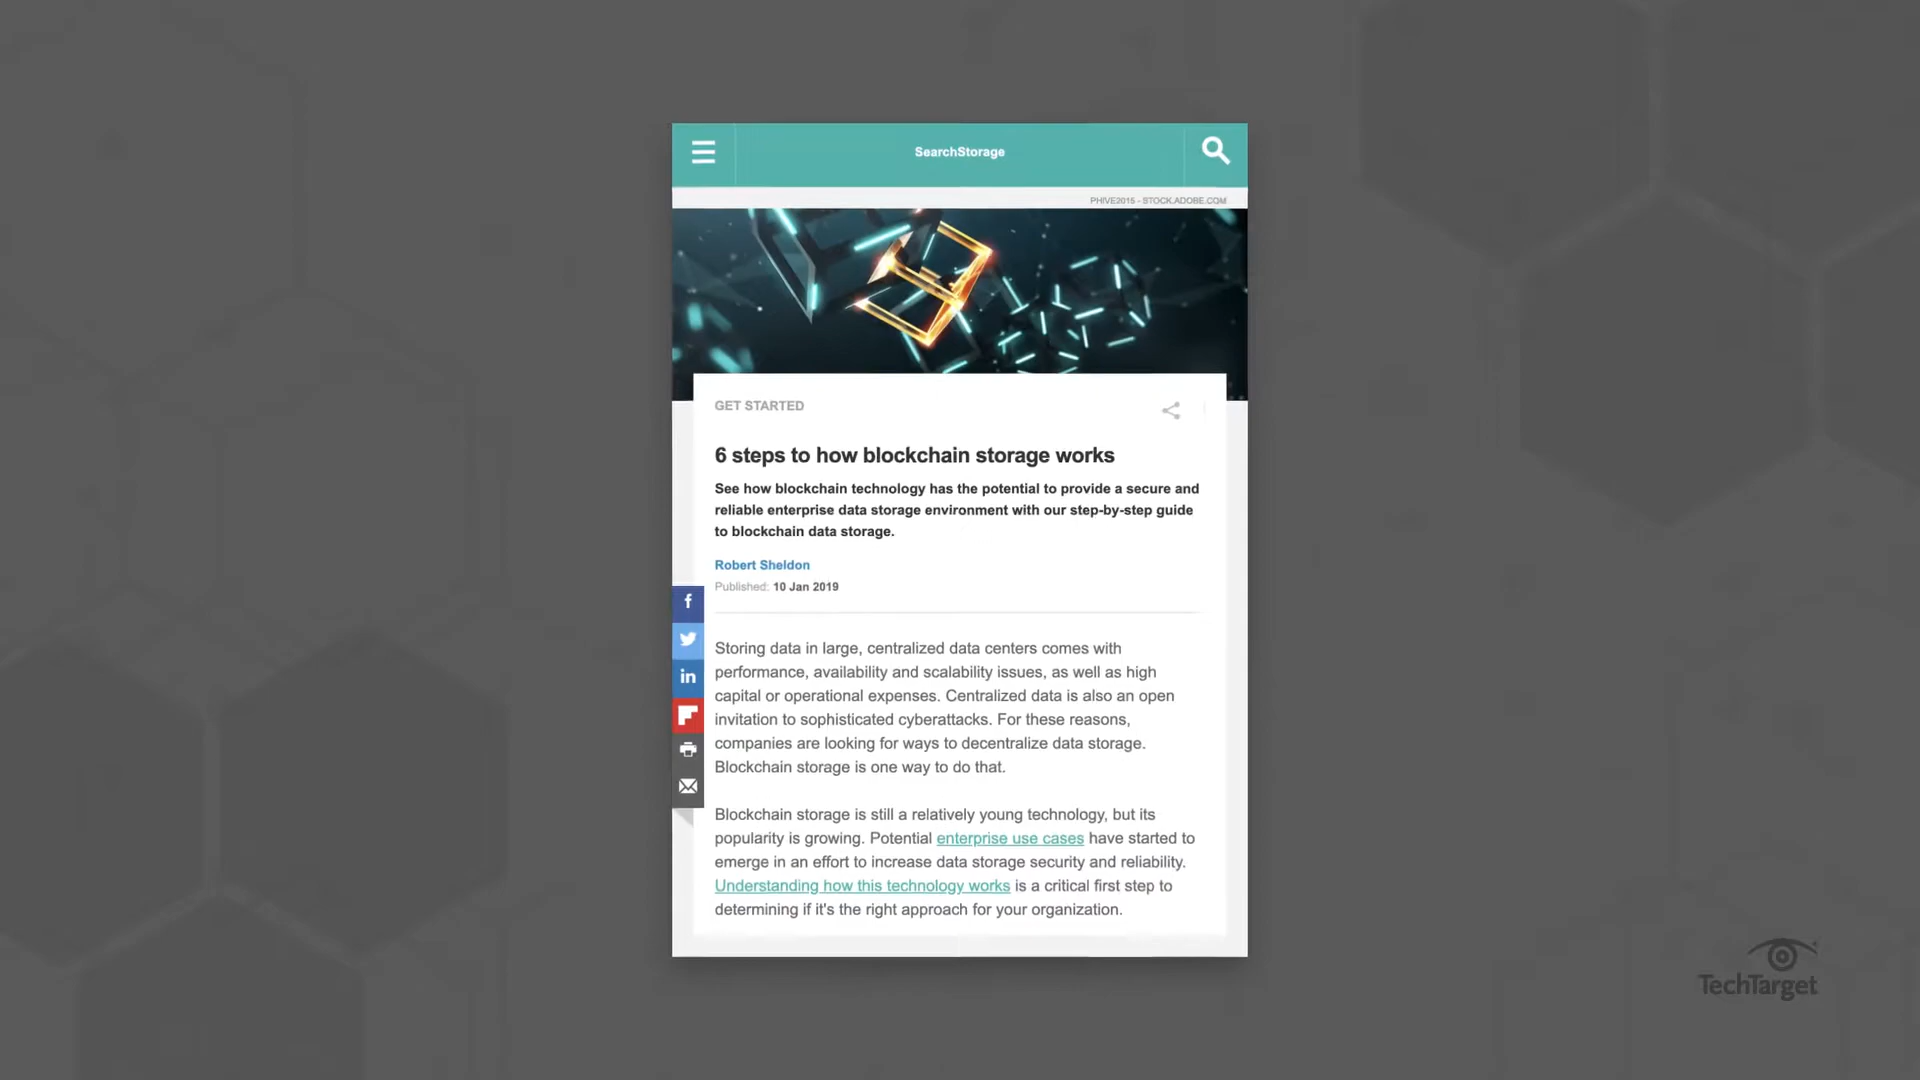 SearchStorage
PHIVE2015 - STOCK.ADOBE.COM
GET STARTED
6 steps to how blockchain storage works
See how blockchain technology has the potential to provide a secure and
reliable enterprise data storage environment with our step-by-step guide
to blockchain data storage.
Robert Sheldon
Published: 10 Jan 2019
Storing data in large, centralized data centers comes with
performance, availability and scalability issues, as well as high
capital or operational expenses. Centralized data is also an open
invitation to sophisticated cyberattacks. For these reasons,
companies are looking for ways to decentralize data storage.
Blockchain storage is one way to do that.
Blockchain storage is still a relatively young technology, but its
popularity is growing. Potential enterprise use cases have started to
emerge in an effort to increase data storage security and reliability.
Understanding how this technology works is a critical first step to
determining if it's the right approach for your organization.
TechTarget